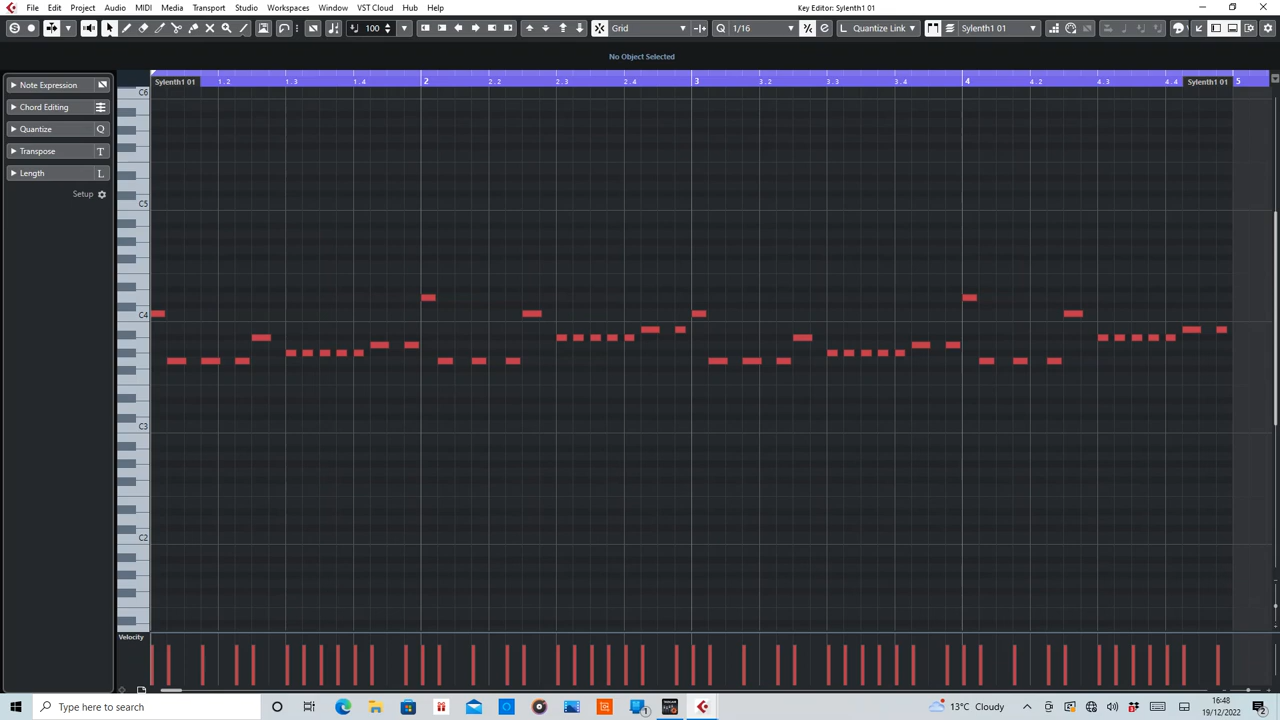 Key Editor: Sylenth1 01
File Edit Project Audio MIDI Media Transport Studio Workspaces Window VST Cloud Hub Help
S 100 Grid Q 1/16 L Quantize Link Sylenth1 01
No Object Selected
Sylenth1 01 1.2 1.3 1.4 2 2.2 2.3 2.4 3 3.2 3.3 3.4 4 4.2 4.3 4.4 Sylenth1 01 5
Note Expression
Chord Editing
Quantize Q
Transpose T
Length L
Setup
C6
C5
C4
C3
C2
Velocity
Type here to search
13°C Cloudy
16:48
19/12/2022
1
2